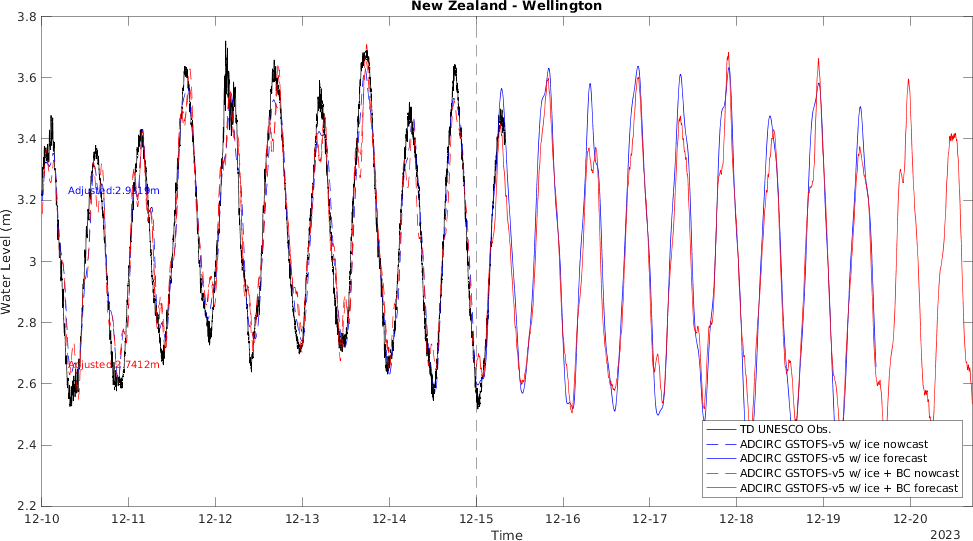 New Zealand - Wellington
3.8
3.6
3.4
3.2
3
2.8
2.6
2.4
2.2
Water Level (m)
Adjusted:2.9819m
Adjusted:2.7412m
TD UNESCO Obs.
ADCIRC GSTOFS-v5 w/ ice nowcast
ADCIRC GSTOFS-v5 w/ ice forecast
ADCIRC GSTOFS-v5 w/ ice + BC nowcast
ADCIRC GSTOFS-v5 w/ ice + BC forecast
12-10 12-11 12-12 12-13 12-14 12-15 12-16 12-17 12-18 12-19 12-20
Time
2023